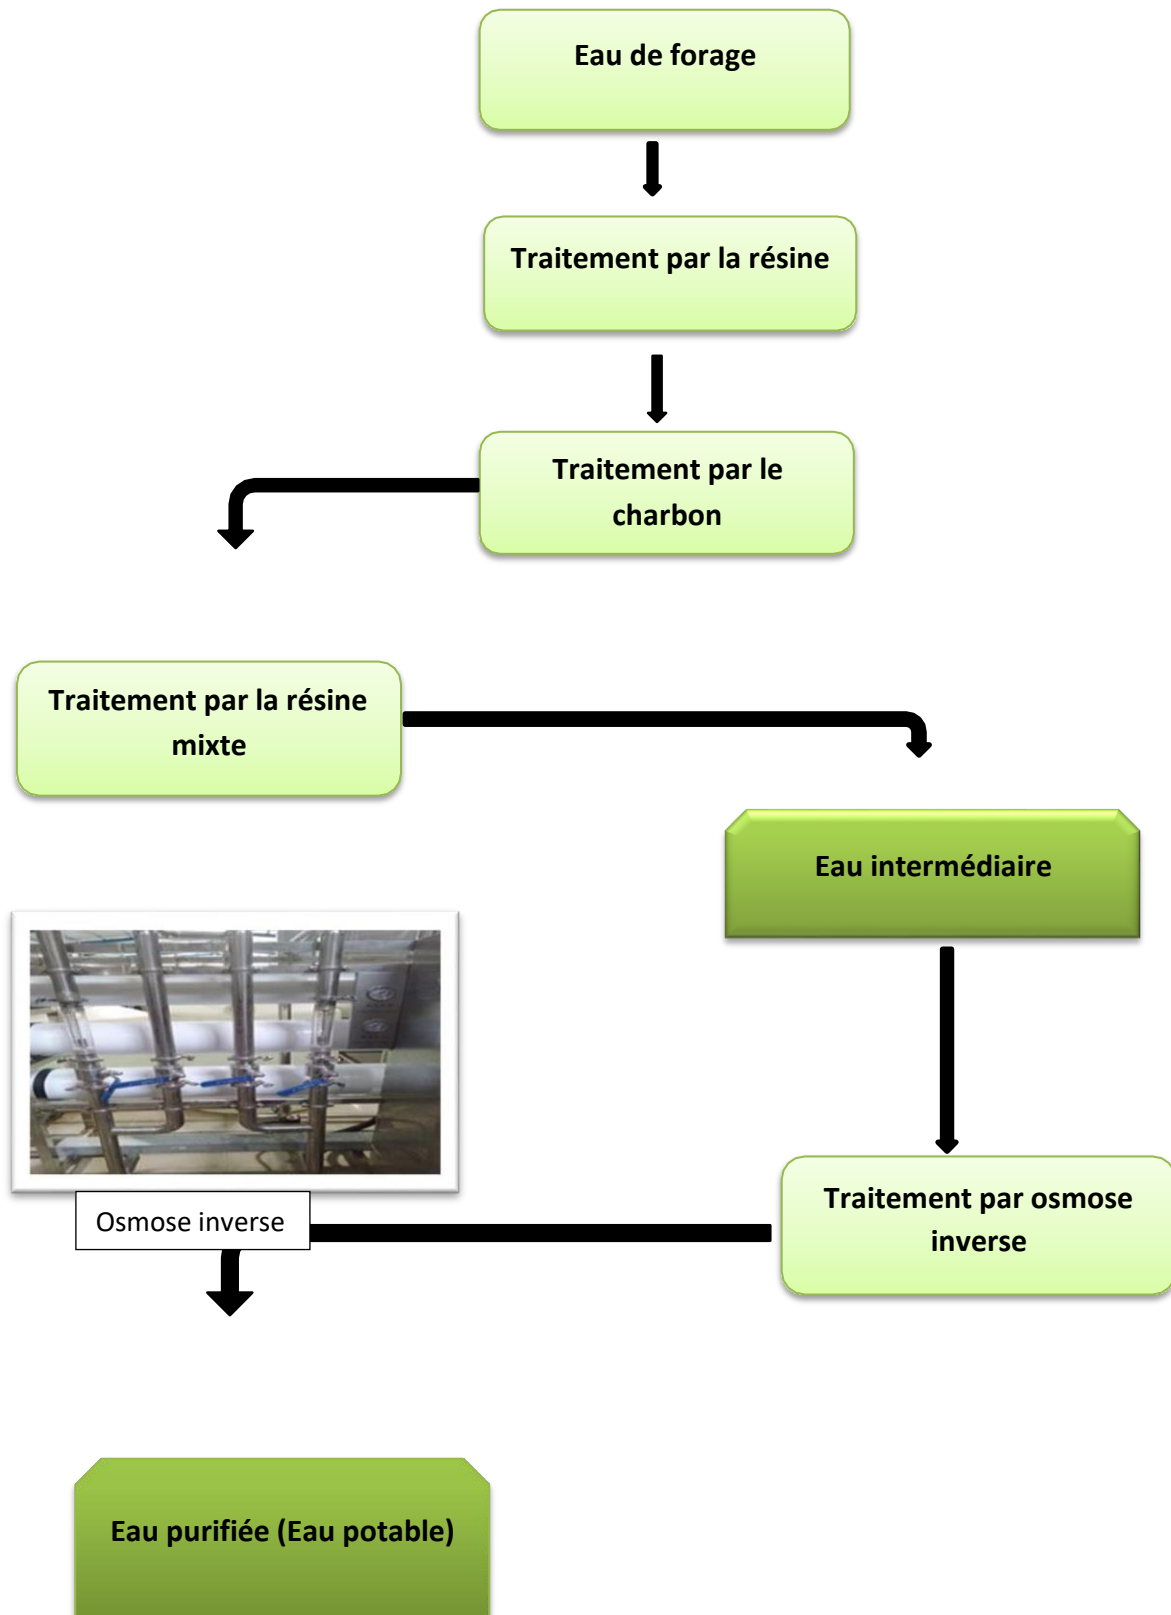 Eau de forage
Traitement par la résine
Traitement par le
charbon
Traitement par la résine
mixte
Eau intermédiaire
Traitement par osmose
inverse
Osmose inverse
Eau purifiée (Eau potable)